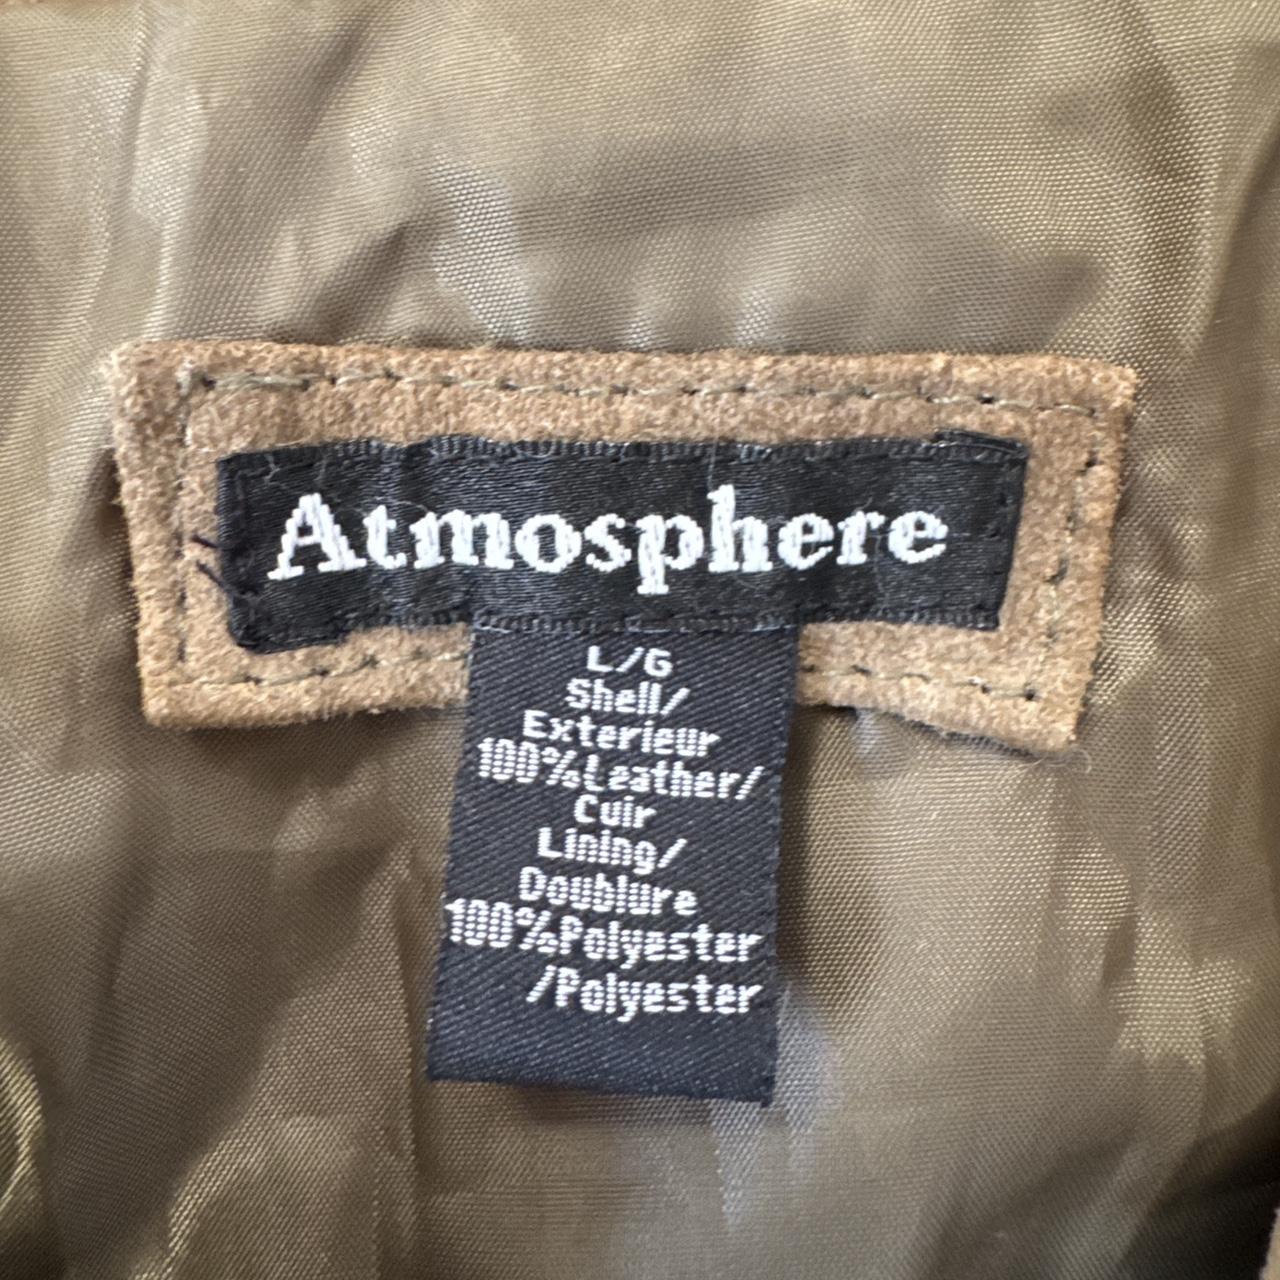 Atmosphere
L/G
Shell/
Exterieur
100%Leather/
Cuir
Lining/
Doublure
100%Polyester
/Polyester